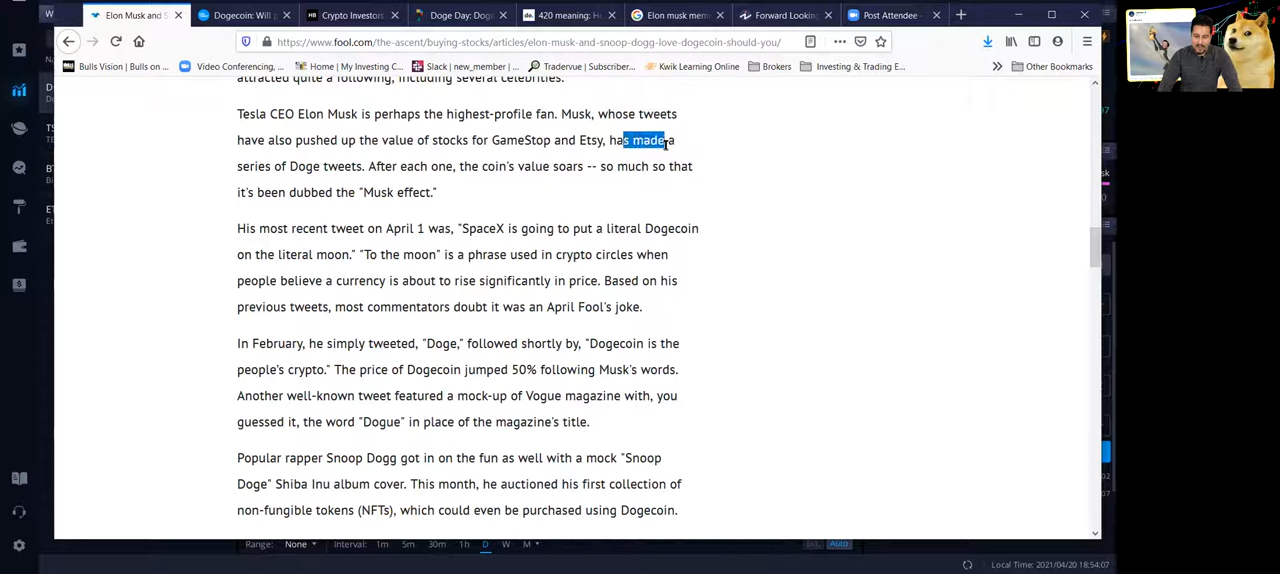 Elon Musk and S
Dogecoin: Will p
Crypto Investors
Doge Day: Doge
420 meaning: H
Elon musk mem
Forward Looking
Post Attendee -
https://www.fool.com/the-ascent/buying-stocks/articles/elon-musk-and-snoop-dogg-love-dogecoin-should-you/
Bulls Vision | Bulls on ...
Video Conferencing, ...
Home | My Investing C...
Slack | new_member | ...
Tradervue | Subscriber...
Kwik Learning Online
Brokers
Investing & Trading E...
Other Bookmarks
attracted quite a following, including several celebrities.
Tesla CEO Elon Musk is perhaps the highest-profile fan. Musk, whose tweets
have also pushed up the value of stocks for GameStop and Etsy, has made a
series of Doge tweets. After each one, the coin's value soars -- so much so that
it's been dubbed the "Musk effect."
His most recent tweet on April 1 was, "SpaceX is going to put a literal Dogecoin
on the literal moon." "To the moon" is a phrase used in crypto circles when
people believe a currency is about to rise significantly in price. Based on his
previous tweets, most commentators doubt it was an April Fool's joke.
In February, he simply tweeted, "Doge," followed shortly by, "Dogecoin is the
people's crypto." The price of Dogecoin jumped 50% following Musk's words.
Another well-known tweet featured a mock-up of Vogue magazine with, you
guessed it, the word "Dogue" in place of the magazine's title.
Popular rapper Snoop Dogg got in on the fun as well with a mock "Snoop
Doge" Shiba Inu album cover. This month, he auctioned his first collection of
non-fungible tokens (NFTs), which could even be purchased using Dogecoin.
Range: None Interval: 1m 5m 30m 1h D W M
Ext. Auto
Local Time: 2021/04/20 18:54:07